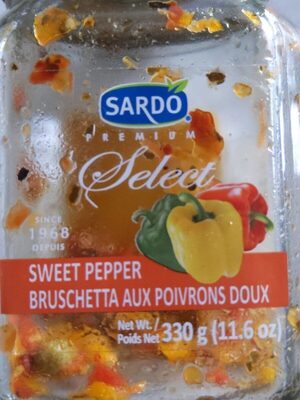 SARDO
PREMIUM
Select
SINCE
1968
DEPUIS
SWEET PEPPER
BRUSCHETTA AUX POIVRONS DOUX
Net Wt. /
Poids Net 330 g (11.6 oz)